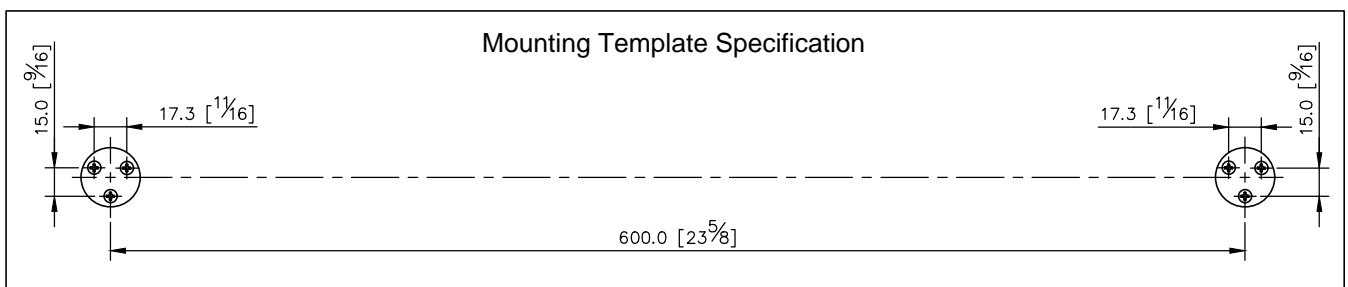 Mounting Template Specification
15.0 [9/16]
17.3 [11/16]
17.3 [11/16]
15.0 [9/16]
600.0 [23 5/8]